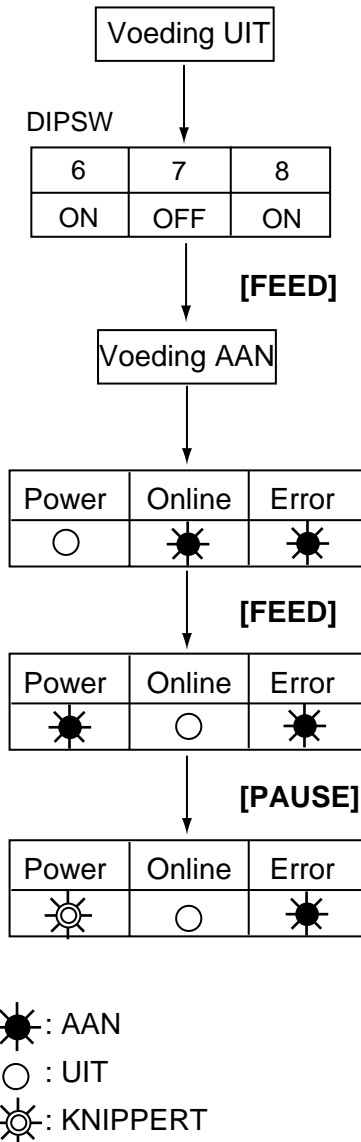 Voeding UIT
DIPSW
6 7 8
ON OFF ON
[FEED]
Voeding AAN
Power Online Error
[FEED]
Power Online Error
[PAUSE]
Power Online Error
: AAN
: UIT
: KNIPPERT